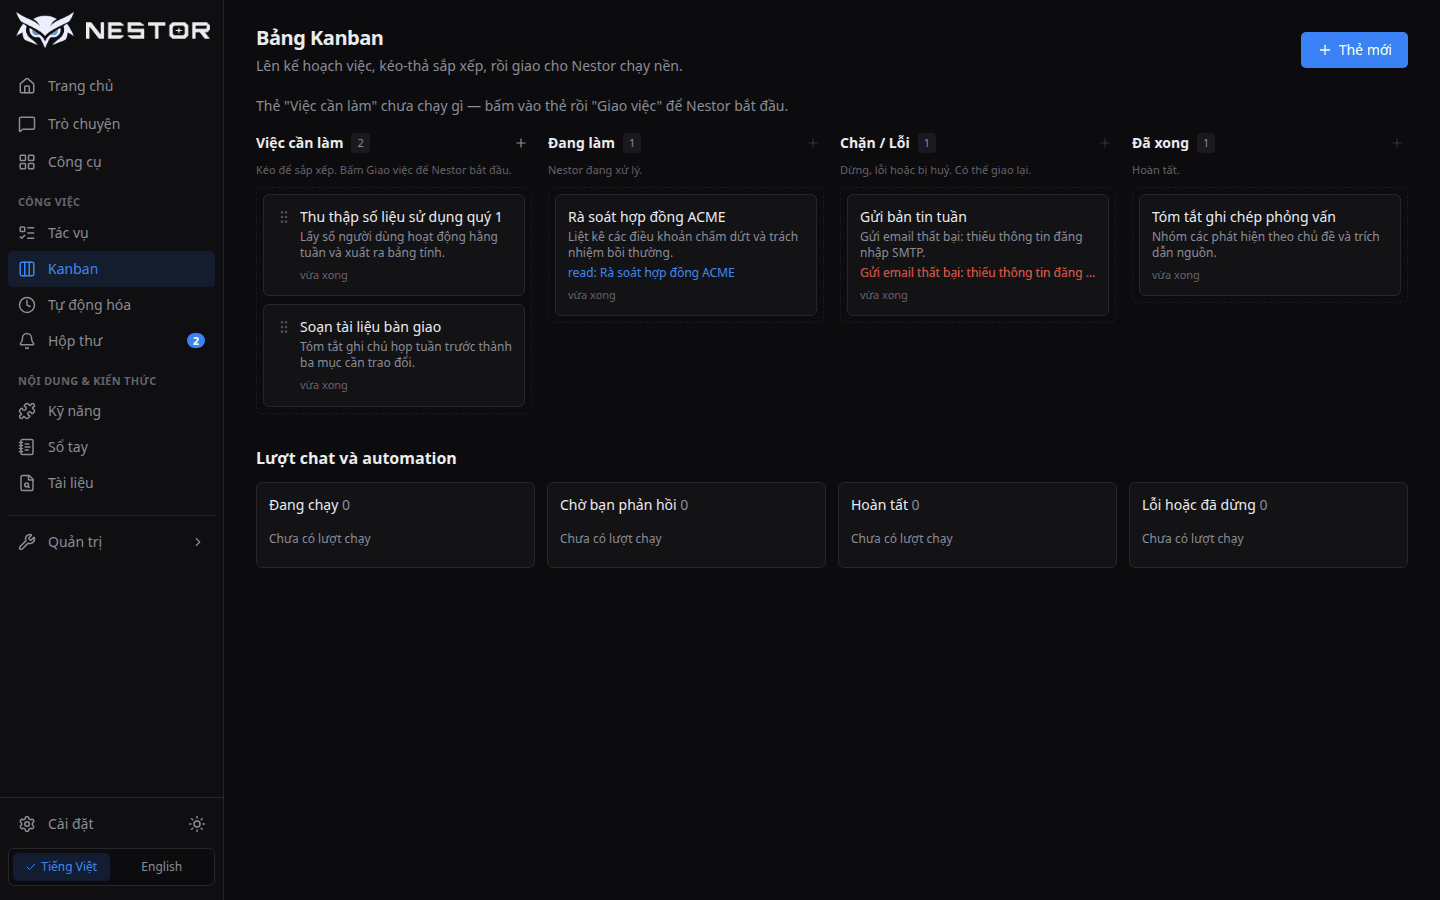 NESTOR
Trang chủ
Trò chuyện
Công cụ
CÔNG VIỆC
Tác vụ
Kanban
Tự động hóa
Hộp thư 2
NỘI DUNG & KIẾN THỨC
Kỹ năng
Sổ tay
Tài liệu
Quản trị
Cài đặt
Tiếng Việt English
Bảng Kanban
Lên kế hoạch việc, kéo-thả sắp xếp, rồi giao cho Nestor chạy nền.
Thẻ mới
Thẻ "Việc cần làm" chưa chạy gì — bấm vào thẻ rồi "Giao việc" để Nestor bắt đầu.
Việc cần làm 2
Kéo để sắp xếp. Bấm Giao việc để Nestor bắt đầu.
Thu thập số liệu sử dụng quý 1
Lấy số người dùng hoạt động hằng
tuần và xuất ra bảng tính.
vừa xong
Soạn tài liệu bàn giao
Tóm tắt ghi chú họp tuần trước thành
ba mục cần trao đổi.
vừa xong
Đang làm 1
Nestor đang xử lý.
Rà soát hợp đồng ACME
Liệt kê các điều khoản chấm dứt và trách
nhiệm bồi thường.
read: Rà soát hợp đồng ACME
vừa xong
Chặn / Lỗi 1
Dừng, lỗi hoặc bị huỷ. Có thể giao lại.
Gửi bản tin tuần
Gửi email thất bại: thiếu thông tin đăng
nhập SMTP.
Gửi email thất bại: thiếu thông tin đăng ...
vừa xong
Đã xong 1
Hoàn tất.
Tóm tắt ghi chép phỏng vấn
Nhóm các phát hiện theo chủ đề và trích
dẫn nguồn.
vừa xong
Lượt chat và automation
Đang chạy 0
Chưa có lượt chạy
Chờ bạn phản hồi 0
Chưa có lượt chạy
Hoàn tất 0
Chưa có lượt chạy
Lỗi hoặc đã dừng 0
Chưa có lượt chạy